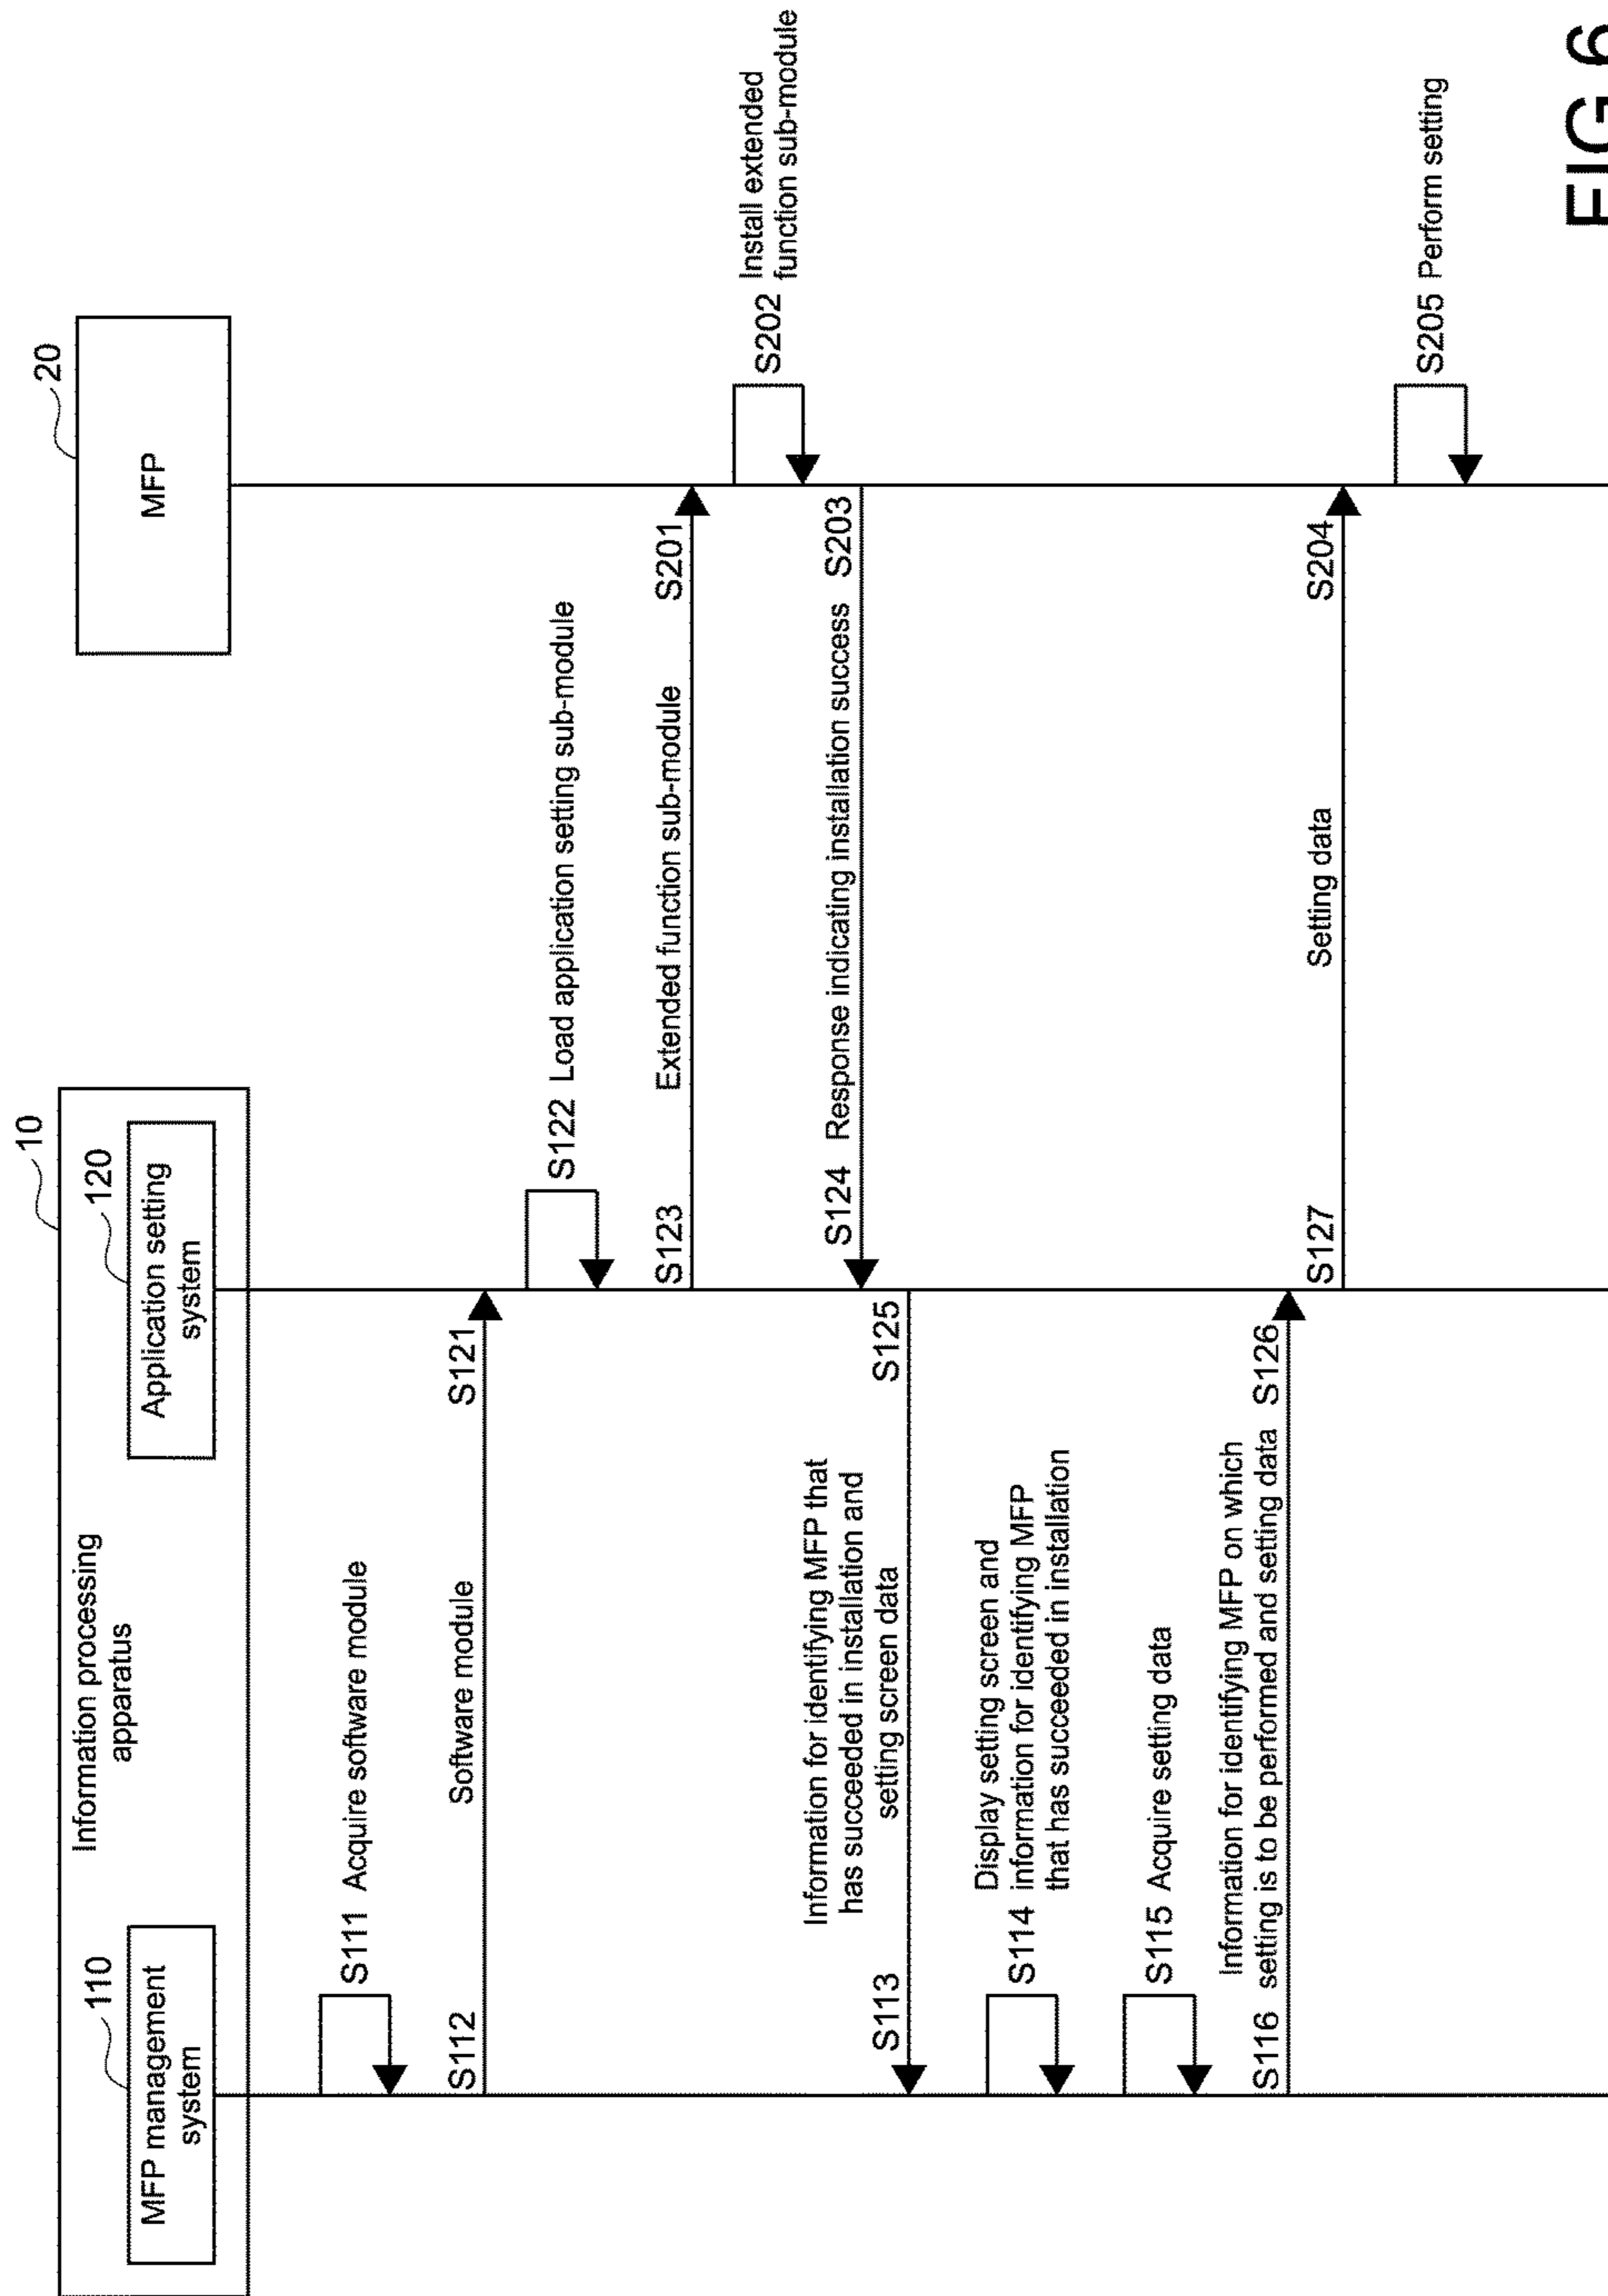 10
Information processing
apparatus
110
MFP management
system
120
Application setting
system
20
MFP
S111 Acquire software module
S112
Software module
S121
S122 Load application setting sub-module
S123
Extended function sub-module
S201
S202 Install extended
function sub-module
S124 Response indicating installation success S203
Information for identifying MFP that
has succeeded in installation and
setting screen data
S113
S125
S114 Display setting screen and
information for identifying MFP
that has succeeded in installation
S115 Acquire setting data
Information for identifying MFP on which
S116 setting is to be performed and setting data S126
S127
Setting data
S204
S205 Perform setting
FIG 6